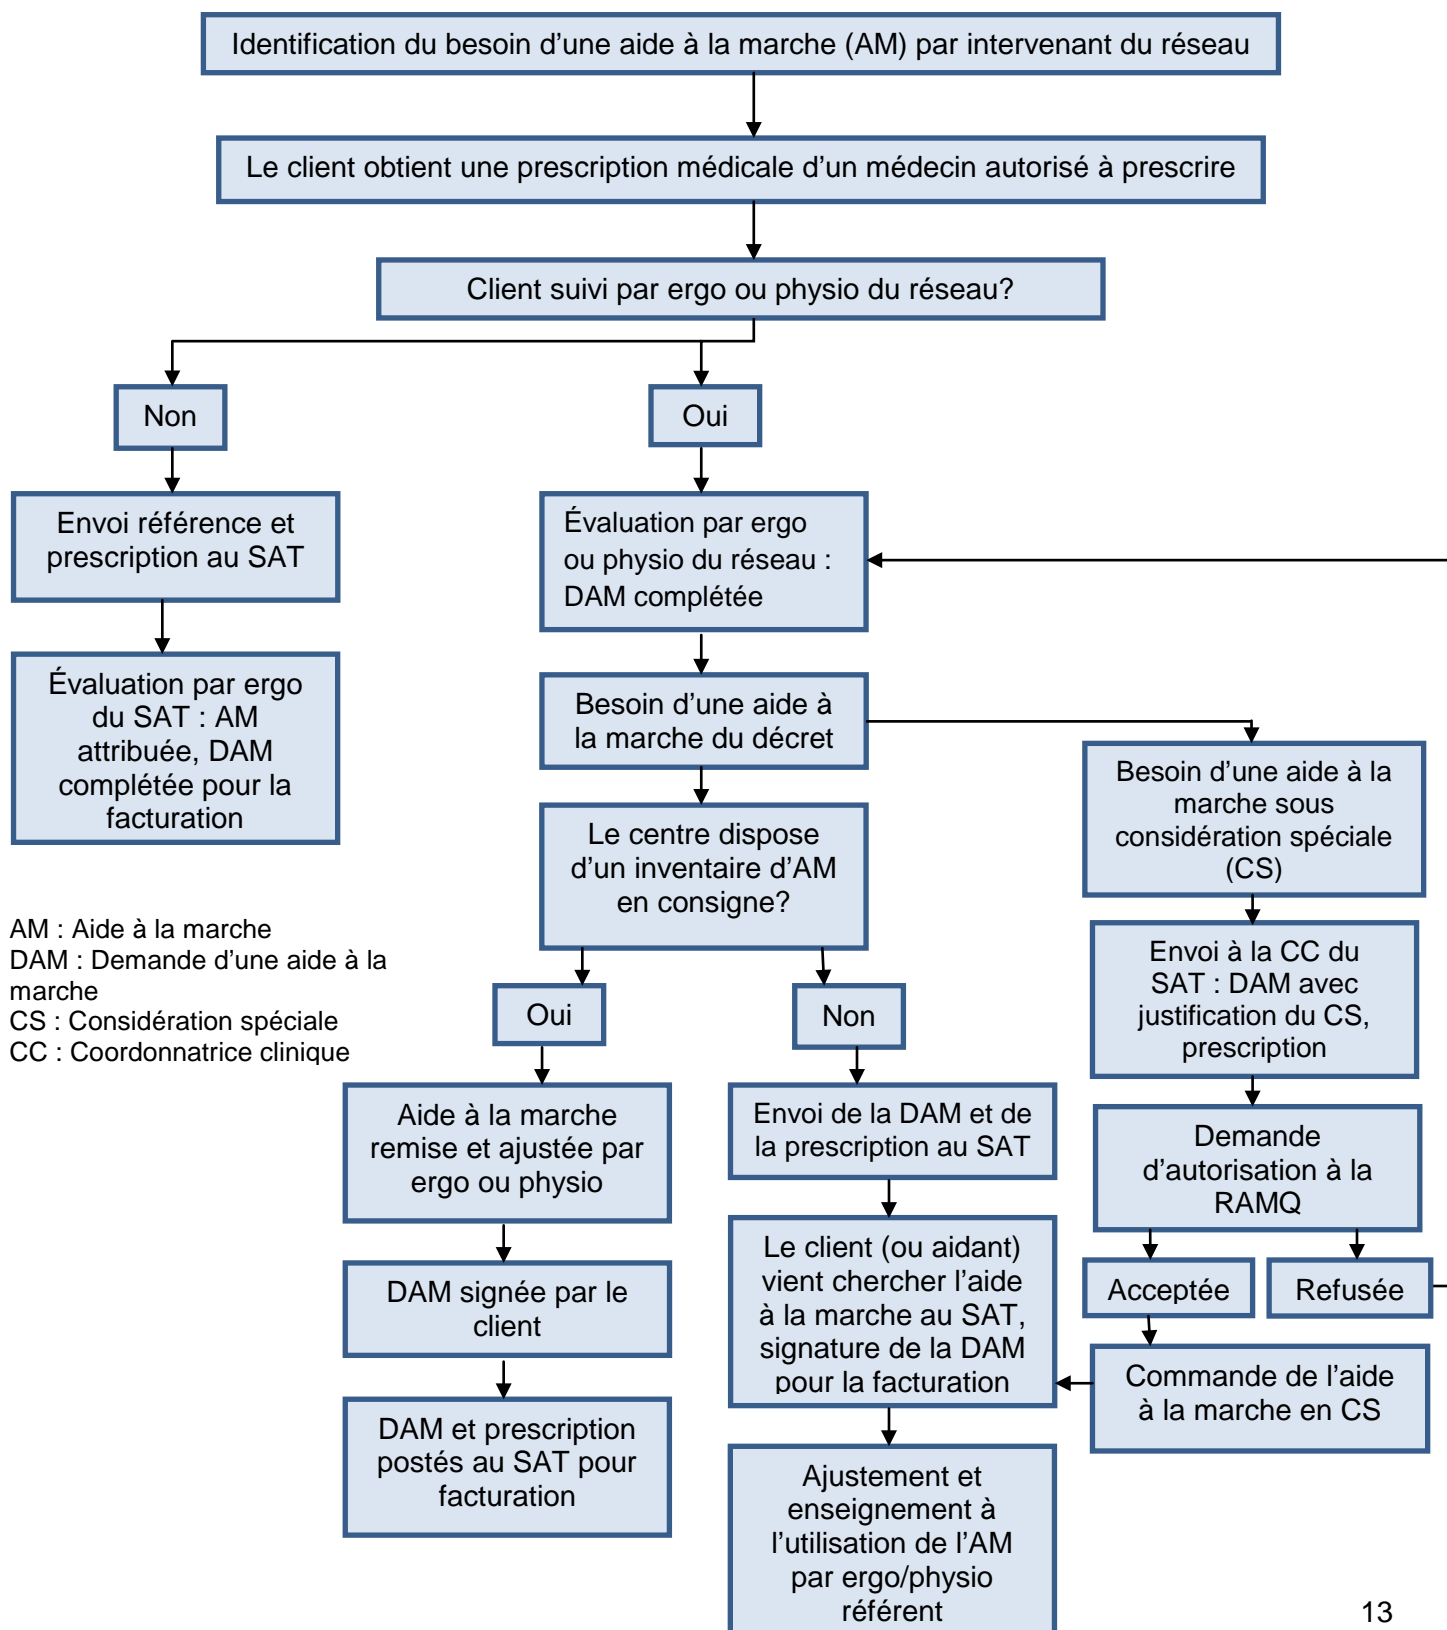 Identification du besoin d’une aide à la marche (AM) par intervenant du réseau
Le client obtient une prescription médicale d’un médecin autorisé à prescrire
Client suivi par ergo ou physio du réseau?
Non
Oui
Envoi référence et
prescription au SAT
Évaluation par ergo
du SAT : AM
attribuée, DAM
complétée pour la
facturation
Évaluation par ergo
ou physio du réseau :
DAM complétée
Besoin d’une aide à
la marche du décret
Besoin d’une aide à la
marche sous
considération spéciale
(CS)
Le centre dispose
d’un inventaire d’AM
en consigne?
Envoi à la CC du
SAT : DAM avec
justification du CS,
prescription
AM : Aide à la marche
DAM : Demande d’une aide à la
marche
CS : Considération spéciale
CC : Coordonnatrice clinique
Oui
Non
Aide à la marche
remise et ajustée par
ergo ou physio
DAM signée par le
client
DAM et prescription
postés au SAT pour
facturation
Envoi de la DAM et de
la prescription au SAT
Le client (ou aidant)
vient chercher l’aide
à la marche au SAT,
signature de la DAM
pour la facturation
Ajustement et
enseignement à
l’utilisation de l’AM
par ergo/physio
référent
Demande
d’autorisation à la
RAMQ
Acceptée
Refusée
Commande de l’aide
à la marche en CS
13